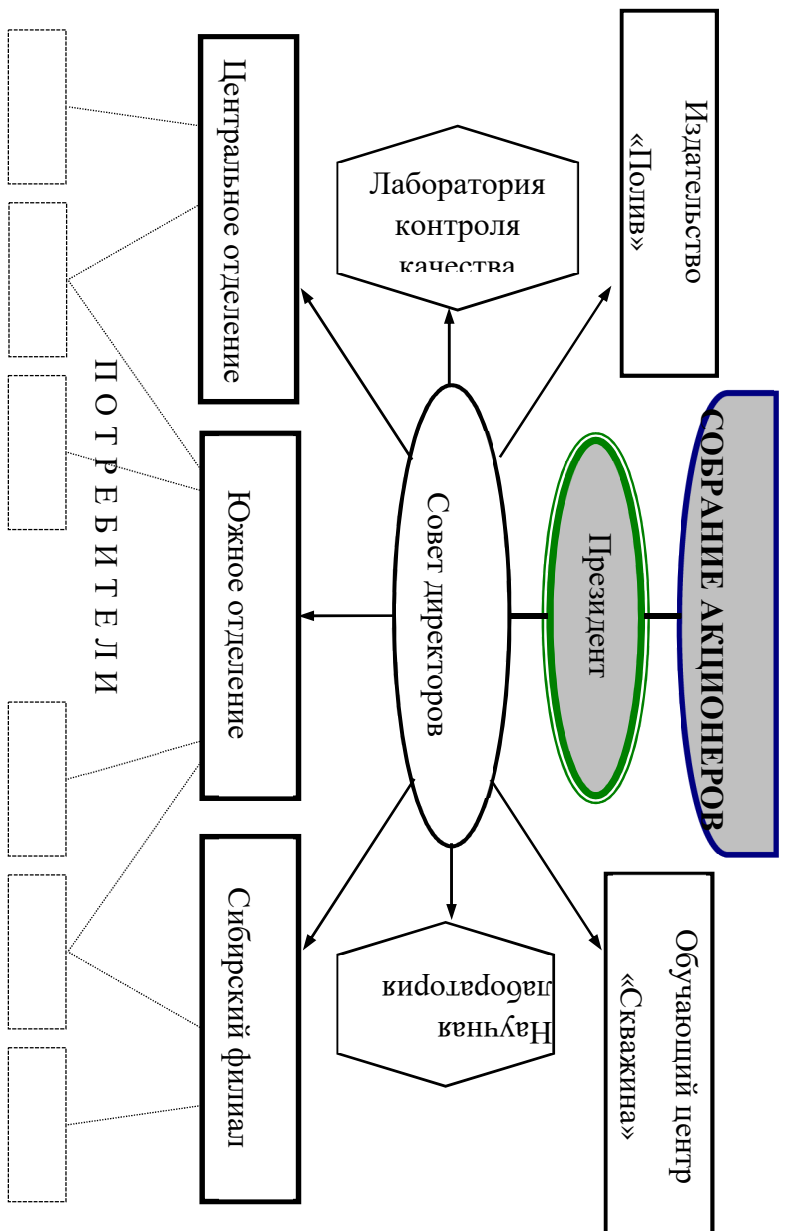 СОБРАНИЕ АКЦИОНЕРОВ
Президент
Совет директоров
Издательство
«Полив»
Обучающий центр
«Скважина»
Лаборатория
контроля
качества
Научная
лаборатория
Центральное отделение
Южное отделение
Сибирский филиал
П О Т Р Е Б И Т Е Л И